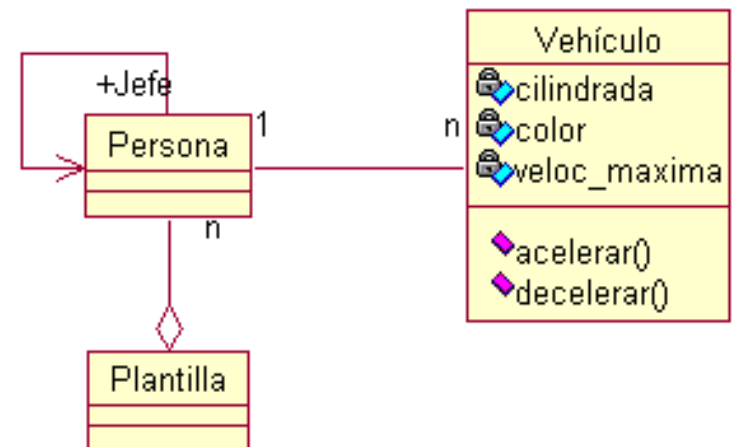 Vehículo
+Jefe
cilindrada
Persona
1
n
color
veloc_maxima
n
acelerar()
decelerar()
Plantilla